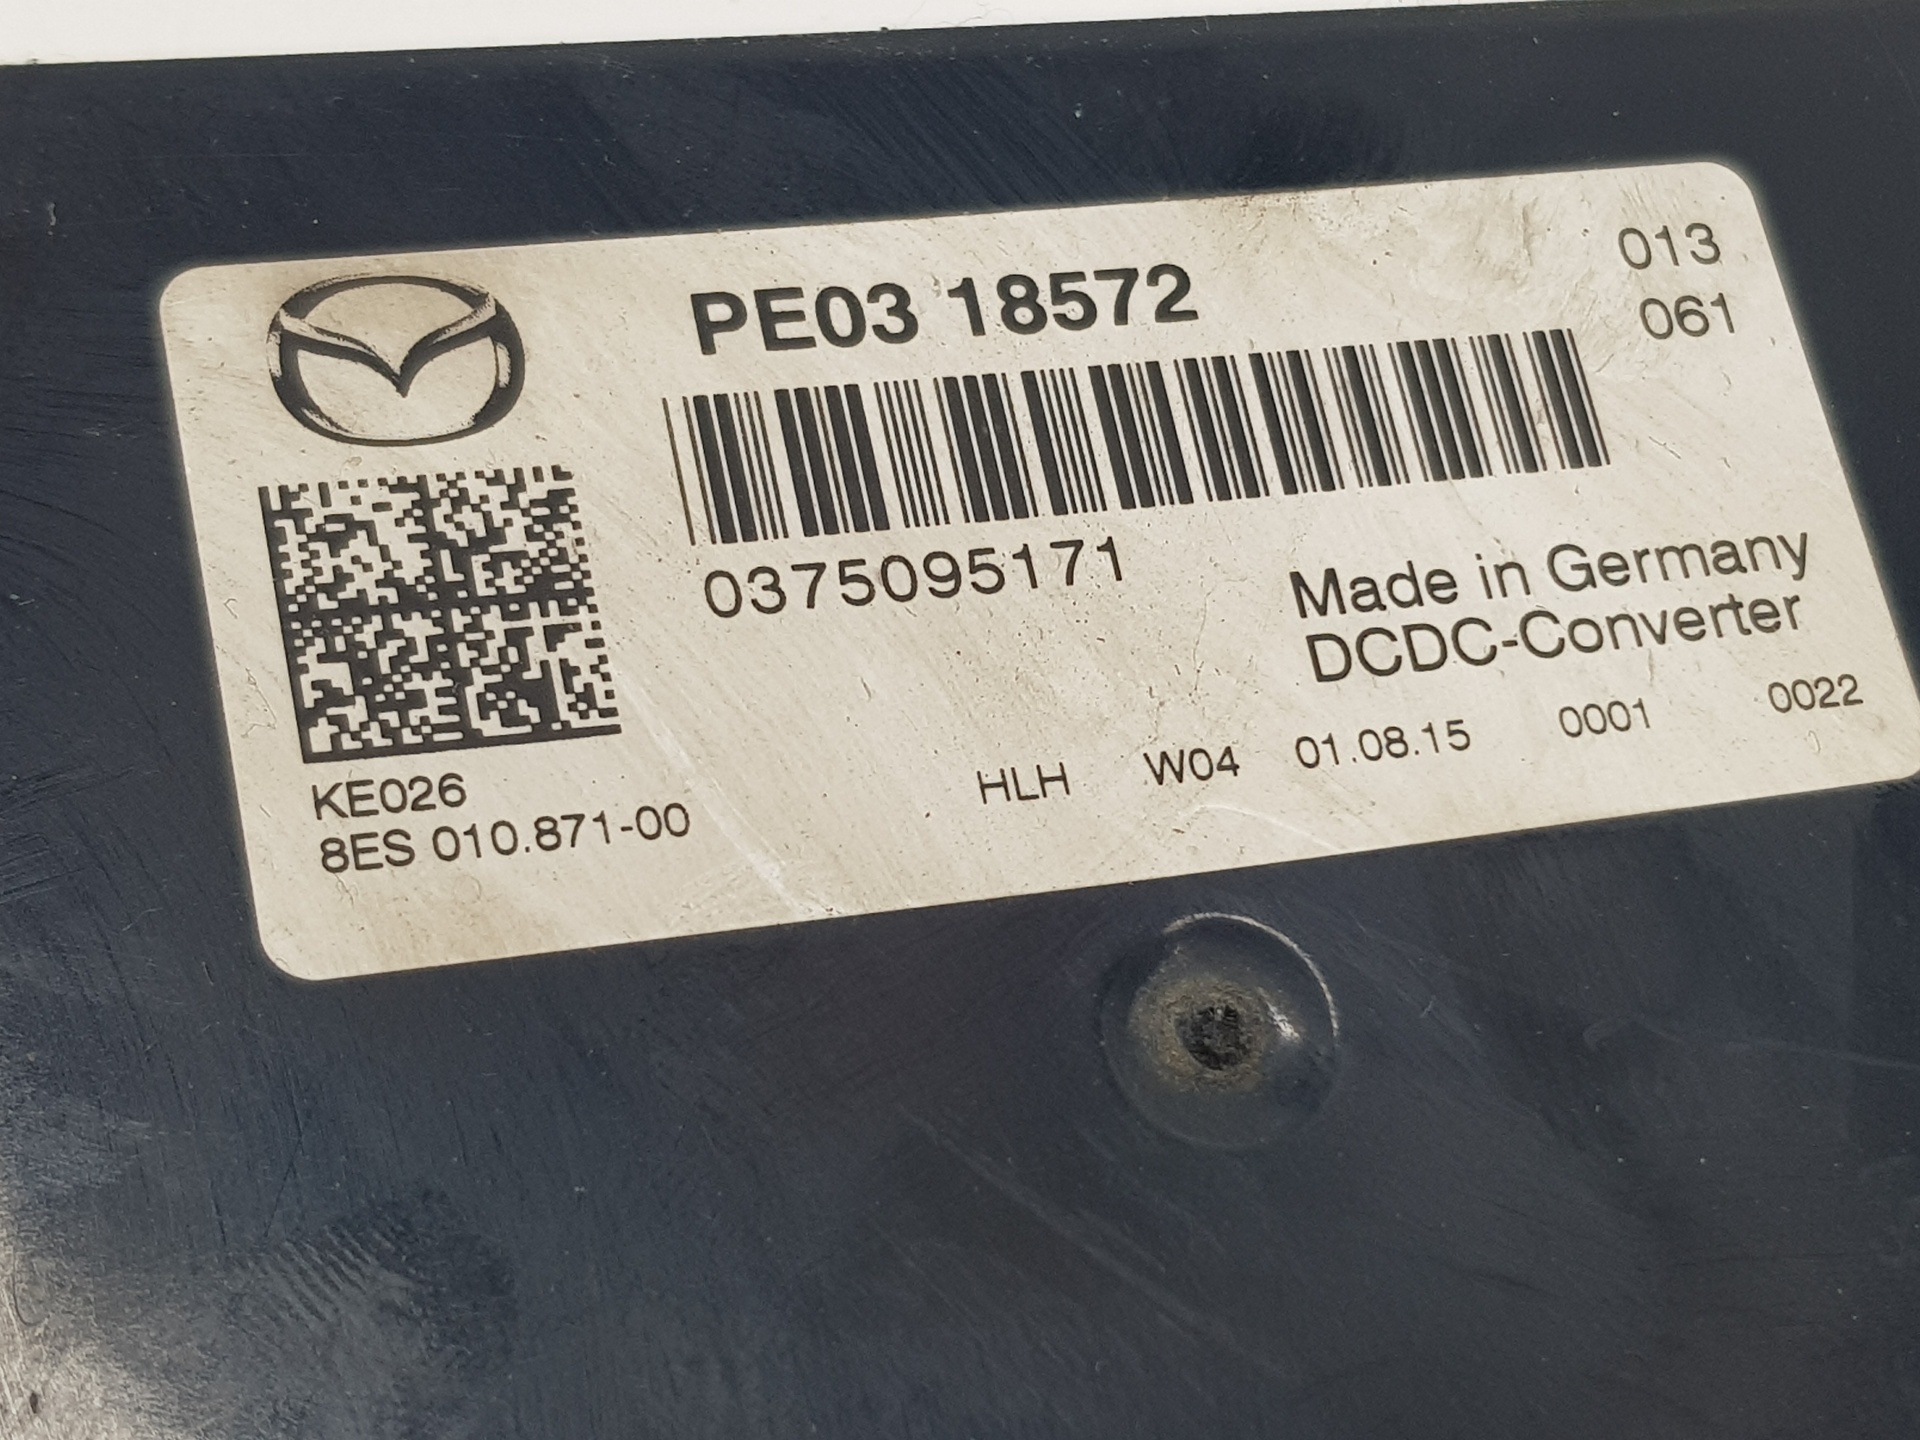 PE03 18572
013
061
0375095171
Made in Germany
DCDC-Converter
KE026
8ES 010.871-00
HLH W04 01.08.15 0001 0022